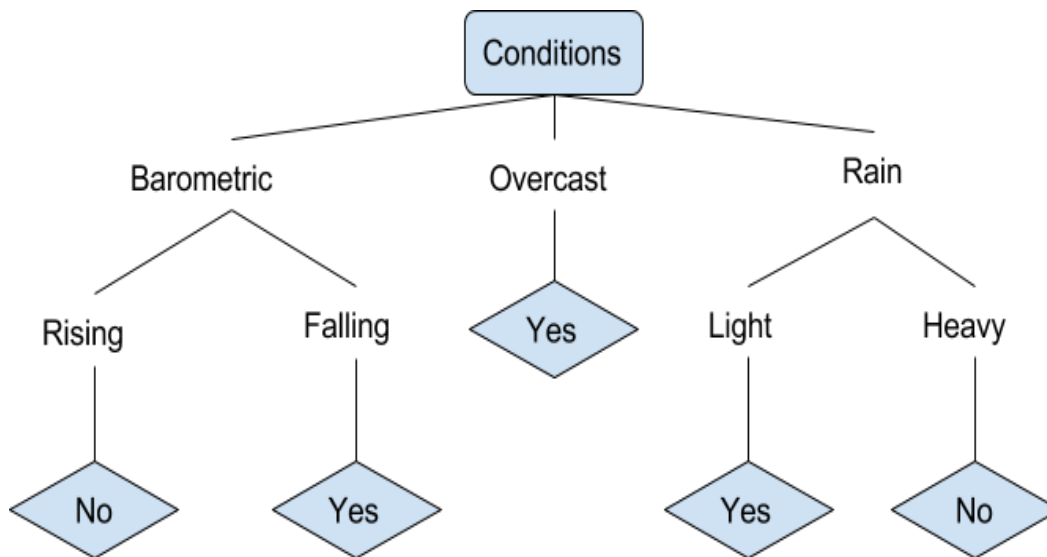 Conditions
Barometric
Overcast
Rain
Rising
Falling
Yes
Light
Heavy
No
Yes
Yes
No